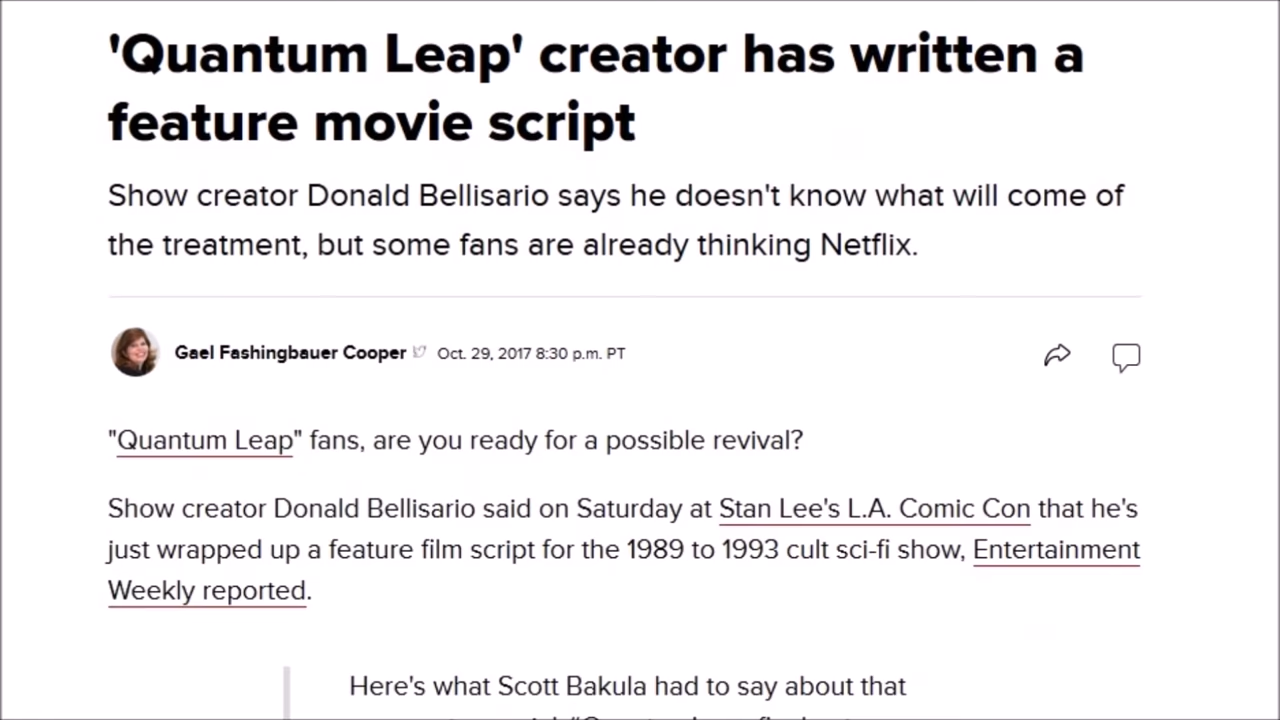 'Quantum Leap' creator has written a
feature movie script
Show creator Donald Bellisario says he doesn't know what will come of
the treatment, but some fans are already thinking Netflix.
Gael Fashingbauer Cooper Oct. 29, 2017 8:30 p.m. PT
"Quantum Leap" fans, are you ready for a possible revival?
Show creator Donald Bellisario said on Saturday at Stan Lee's L.A. Comic Con that he's
just wrapped up a feature film script for the 1989 to 1993 cult sci-fi show, Entertainment
Weekly reported.
Here's what Scott Bakula had to say about that